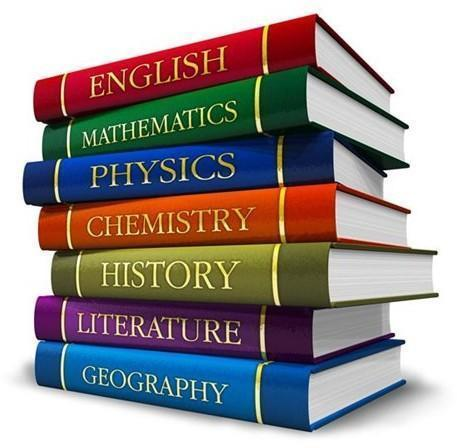 ENGLISH
MATHEMATICS
PHYSICS
CHEMISTRY
HISTORY
LITERATURE
GEOGRAPHY